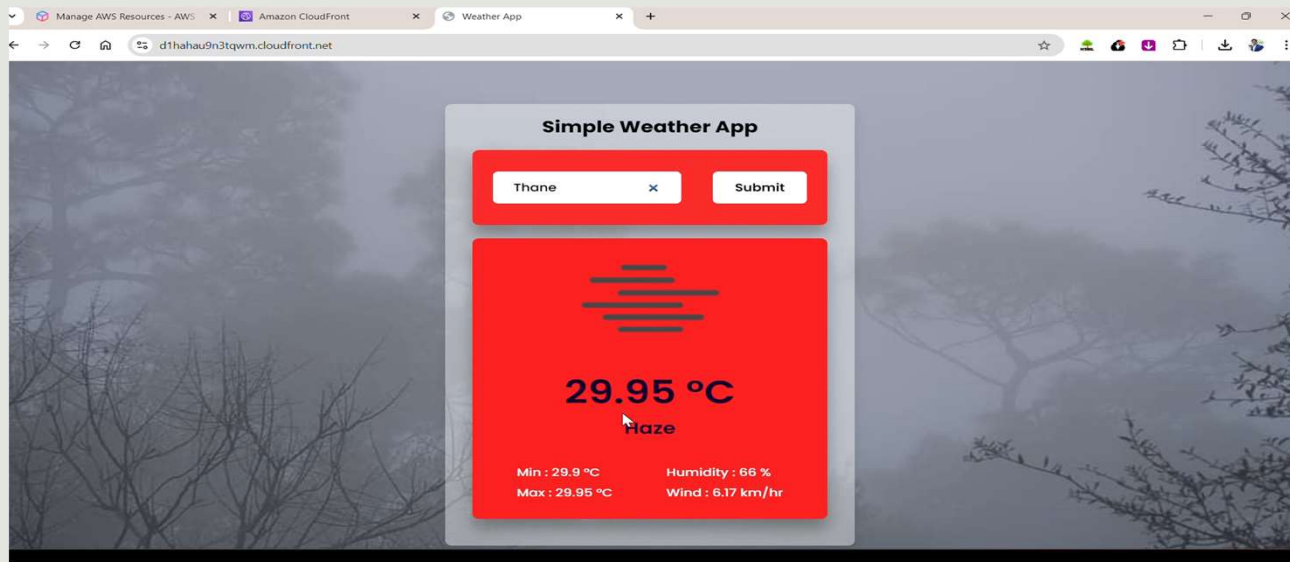 Manage AWS Resources - AWS
Amazon CloudFront
Weather App
d1hahau9n3tqwm.cloudfront.net
Simple Weather App
Thane
Submit
29.95 °C
Haze
Min : 29.9 °C
Humidity : 66 %
Max : 29.95 °C
Wind : 6.17 km/hr